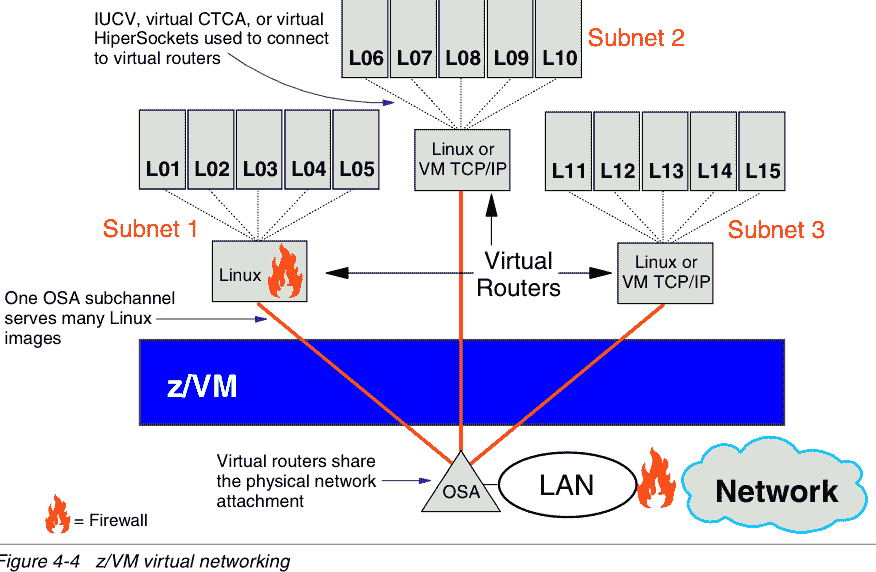 IUCV, virtual CTCA, or virtual
HiperSockets used to connect
to virtual routers
L06 L07 L08 L09 L10
Subnet 2
L01 L02 L03 L04 L05
Linux or
VM TCP/IP
L11 L12 L13 L14 L15
Subnet 1
Subnet 3
Linux
Virtual
Routers
Linux or
VM TCP/IP
One OSA subchannel
serves many Linux
images
z/VM
Virtual routers share
the physical network
attachment
OSA
LAN
Network
= Firewall
Figure 4-4 z/VM virtual networking